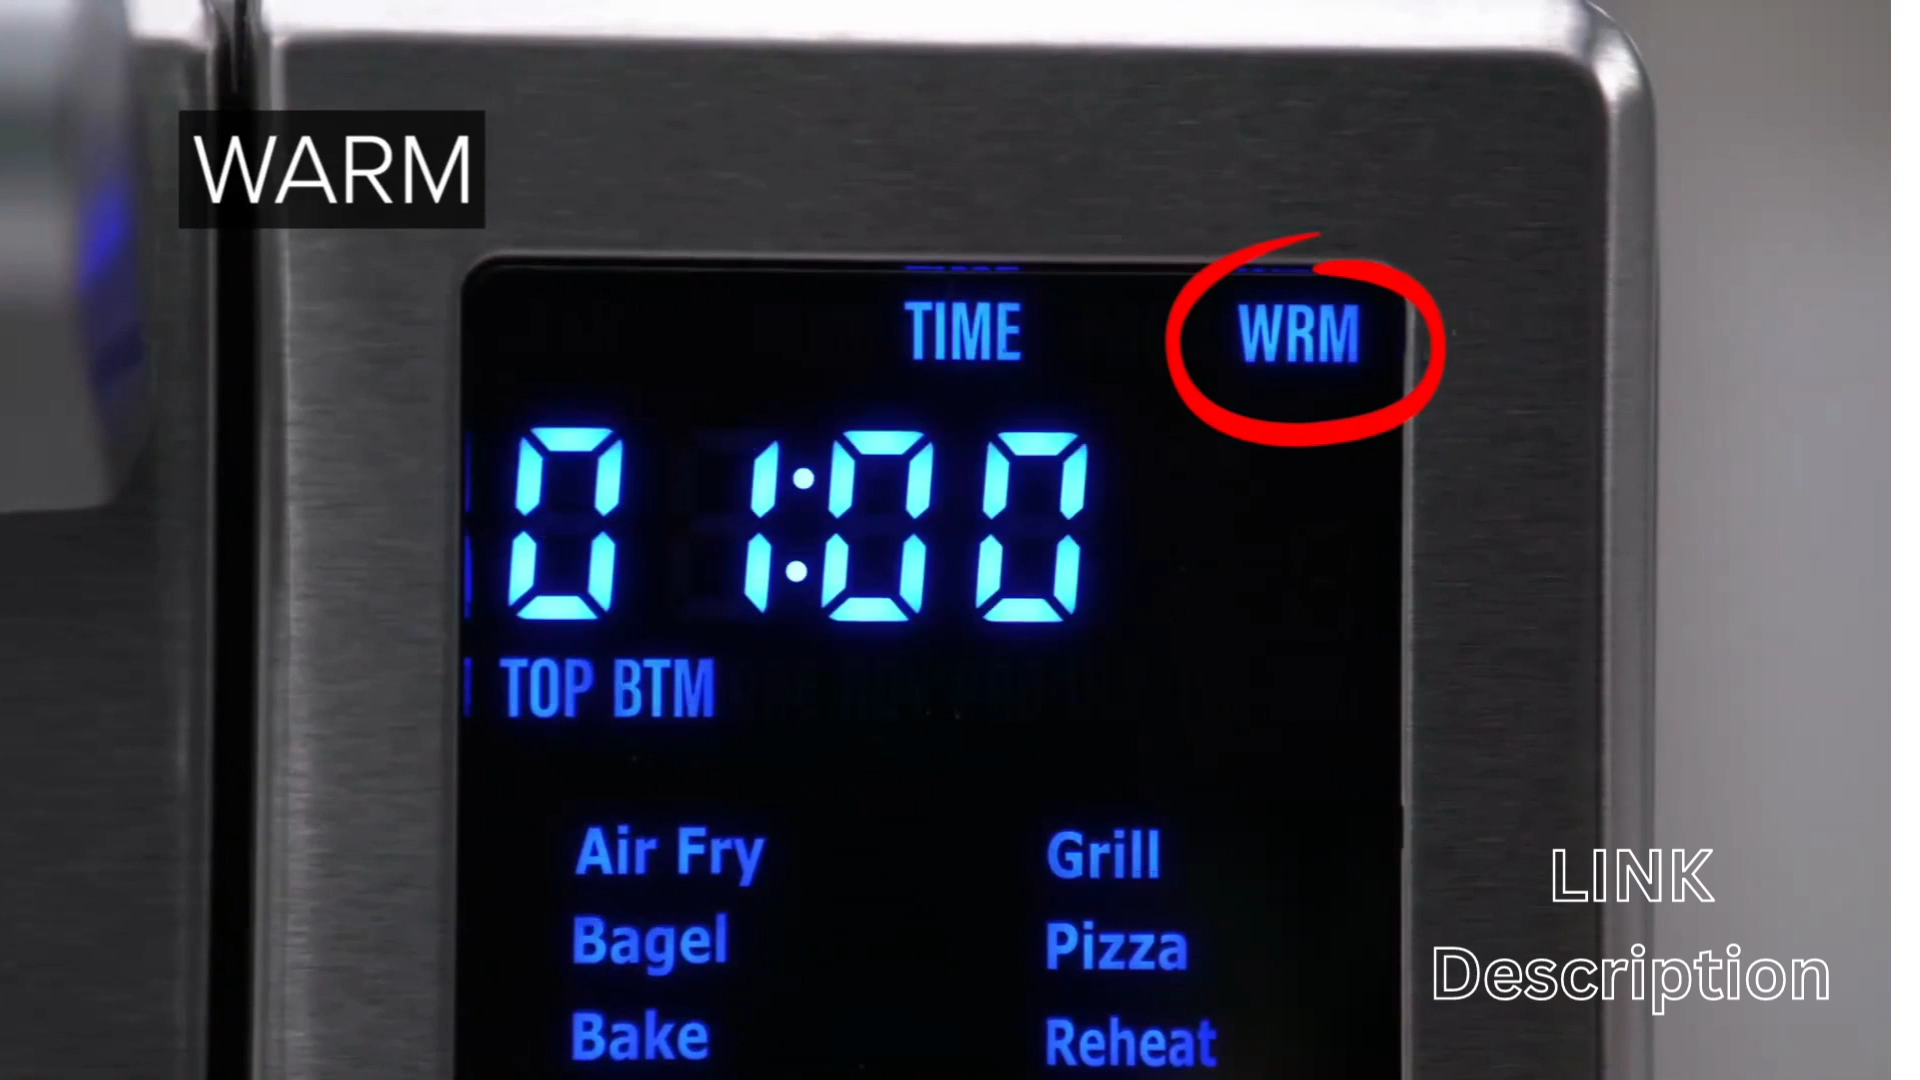 WARM
TIME WRM
01:00
TOP BTM
Air Fry Grill
Bagel Pizza
Bake Reheat
LINK
Description